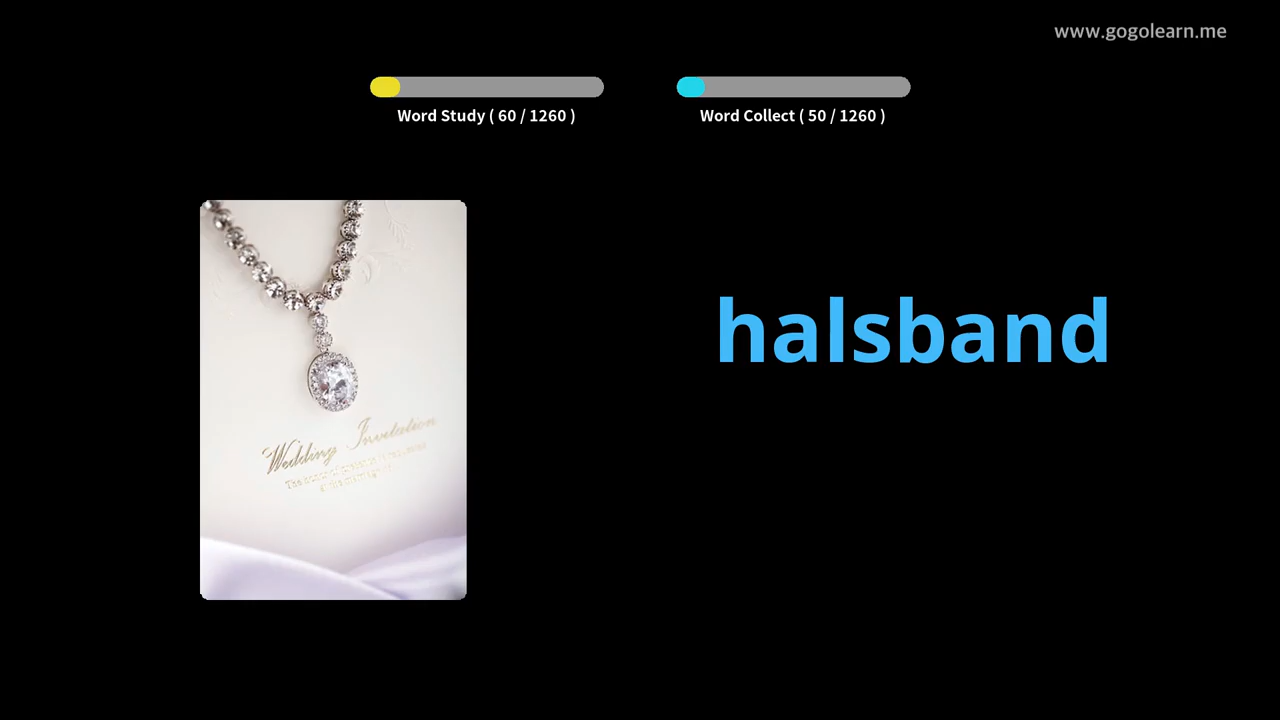 www.gogolearn.me
Word Study ( 60 / 1260 )
Word Collect ( 50 / 1260 )
halsband
Wedding Invitation